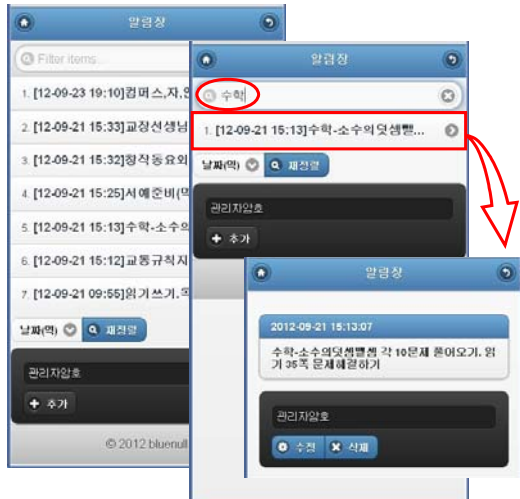 알림장
Filter items...
1. [12-09-23 19:10]컴퍼스,자,
2. [12-09-21 15:33]교장선생님
3. [12-09-21 15:32]창작동요외
4. [12-09-21 15:25]서예준비(먹
5. [12-09-21 15:13]수학-소수의
6. [12-09-21 15:12]교통규칙지
7. [12-09-21 09:55]읽기쓰기,
날짜(역) 재정렬
관리자암호
추가
© 2012 bluenull
알림장
수학
1. [12-09-21 15:13]수학-소수의덧셈뺄...
날짜(역) 재정렬
관리자암호
추가
알림장
2012-09-21 15:13:07
수학-소수의덧셈뺄셈 각 10문제 풀어오기, 읽
기 35쪽 문제해결하기
관리자암호
수정 삭제